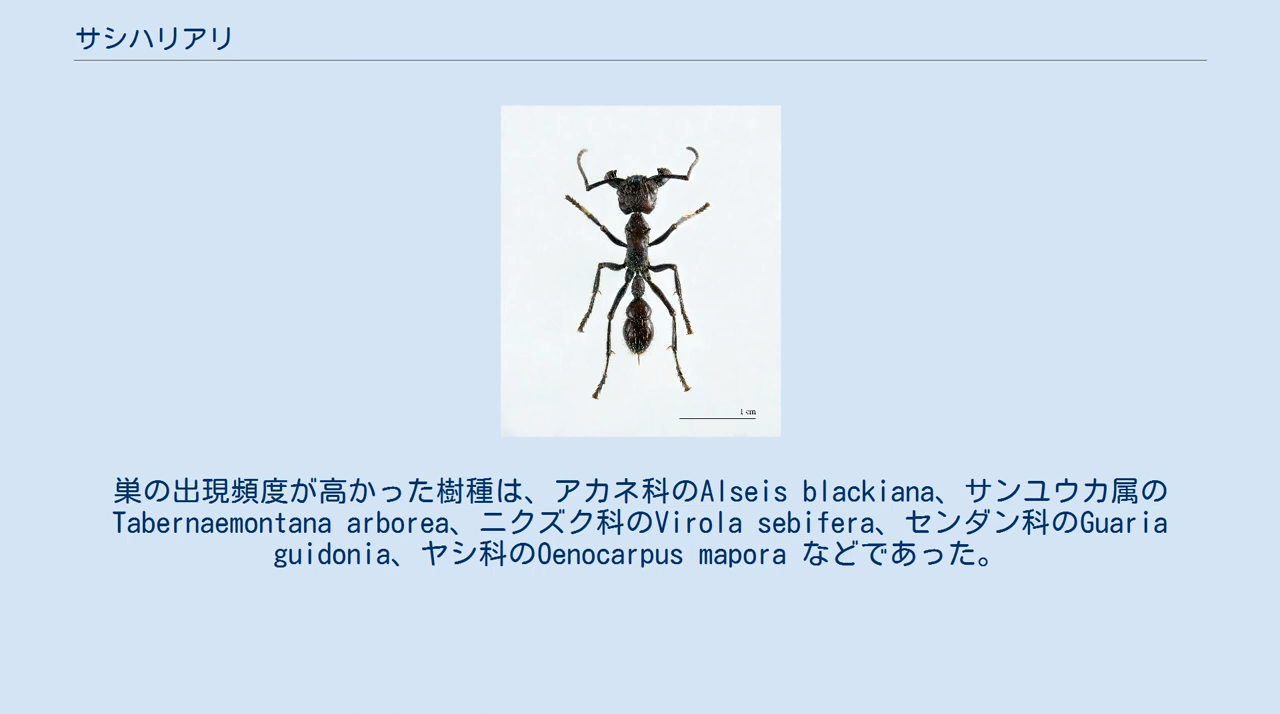 サシハリアリ
1 cm
巣の出現頻度が高かった樹種は、アカネ科のAlseis blackiana、サンユウカ属の
Tabernaemontana arborea、ニクズク科のVirola sebifera、センダン科のGuaria
guidonia、ヤシ科のOenocarpus mapora などであった。